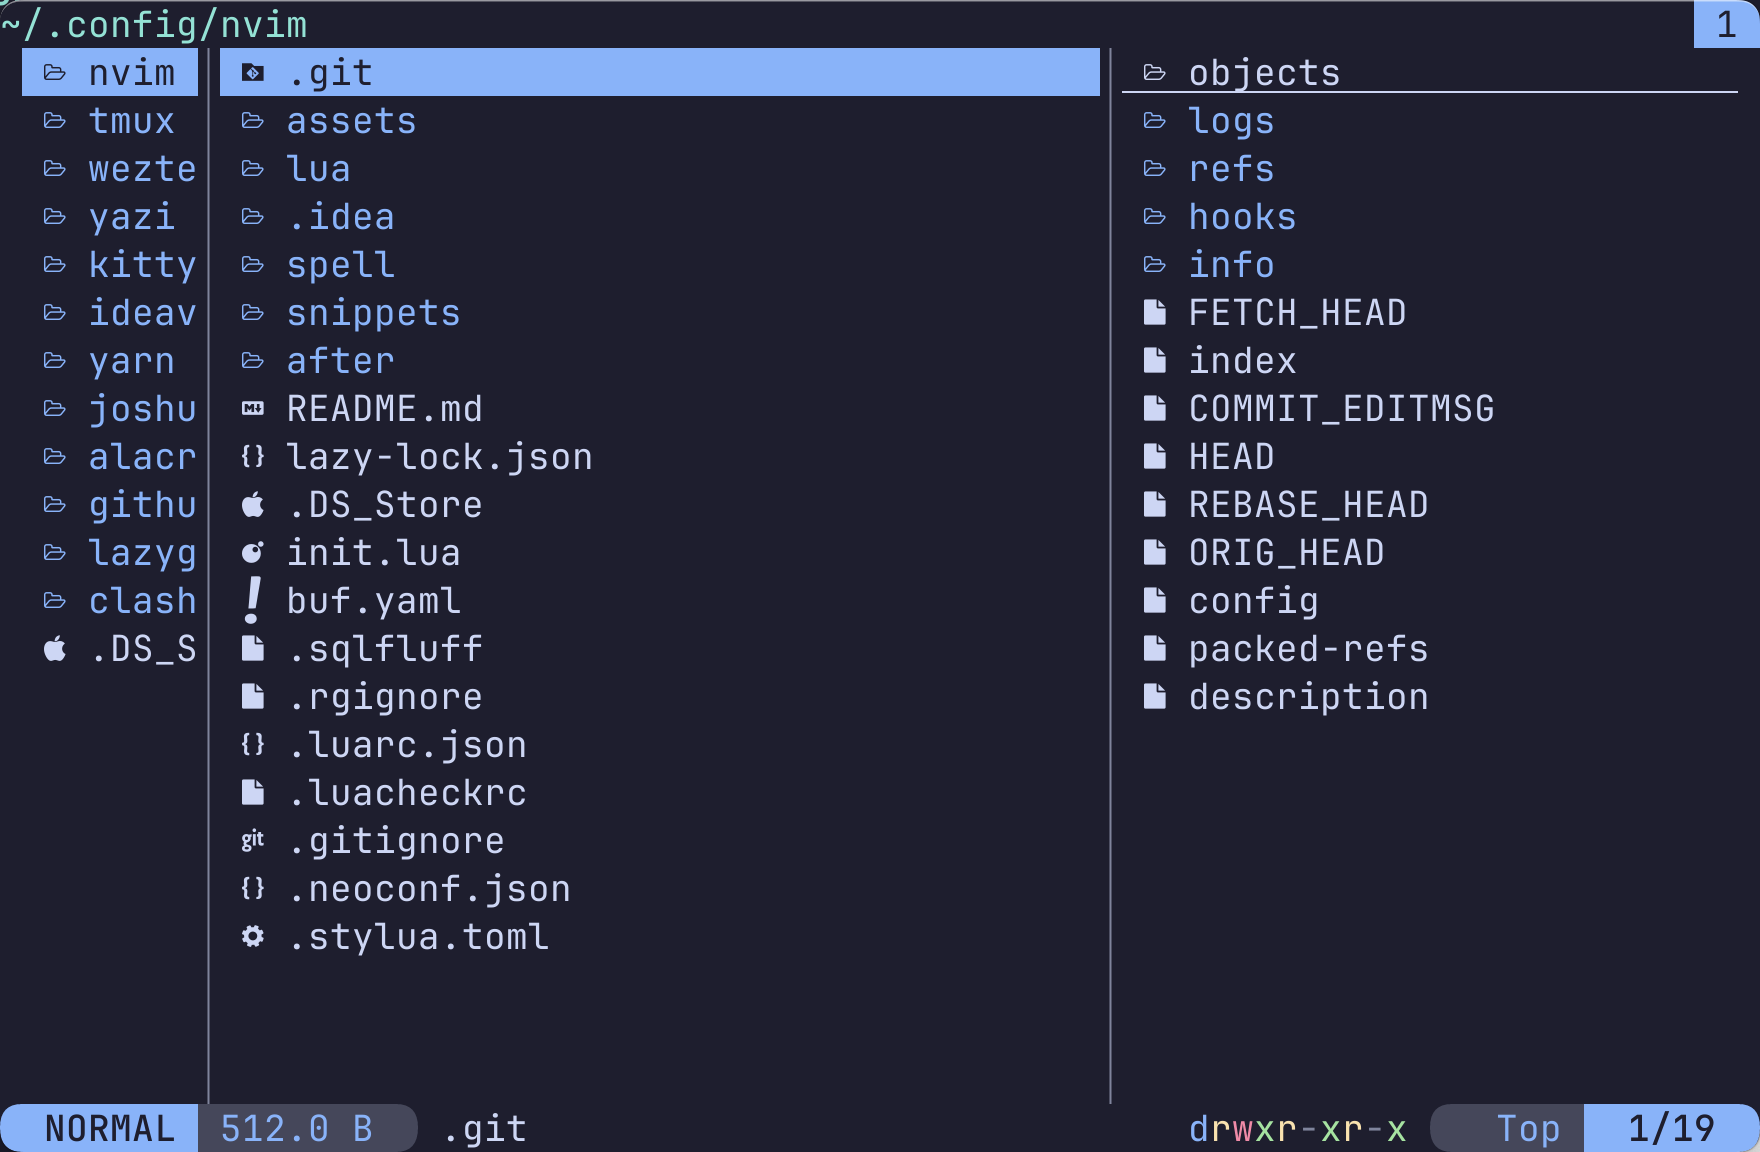 ~/.config/nvim 1
nvim
tmux
wezte
yazi
kitty
ideav
yarn
joshu
alacr
githu
lazyg
clash
.DS_S
.git
assets
lua
.idea
spell
snippets
after
README.md
lazy-lock.json
.DS_Store
init.lua
buf.yaml
.sqlfluff
.rgignore
.luarc.json
.luacheckrc
git .gitignore
.neoconf.json
.stylua.toml
objects
logs
refs
hooks
info
FETCH_HEAD
index
COMMIT_EDITMSG
HEAD
REBASE_HEAD
ORIG_HEAD
config
packed-refs
description
NORMAL 512.0 B .git drwxr-xr-x Top 1/19